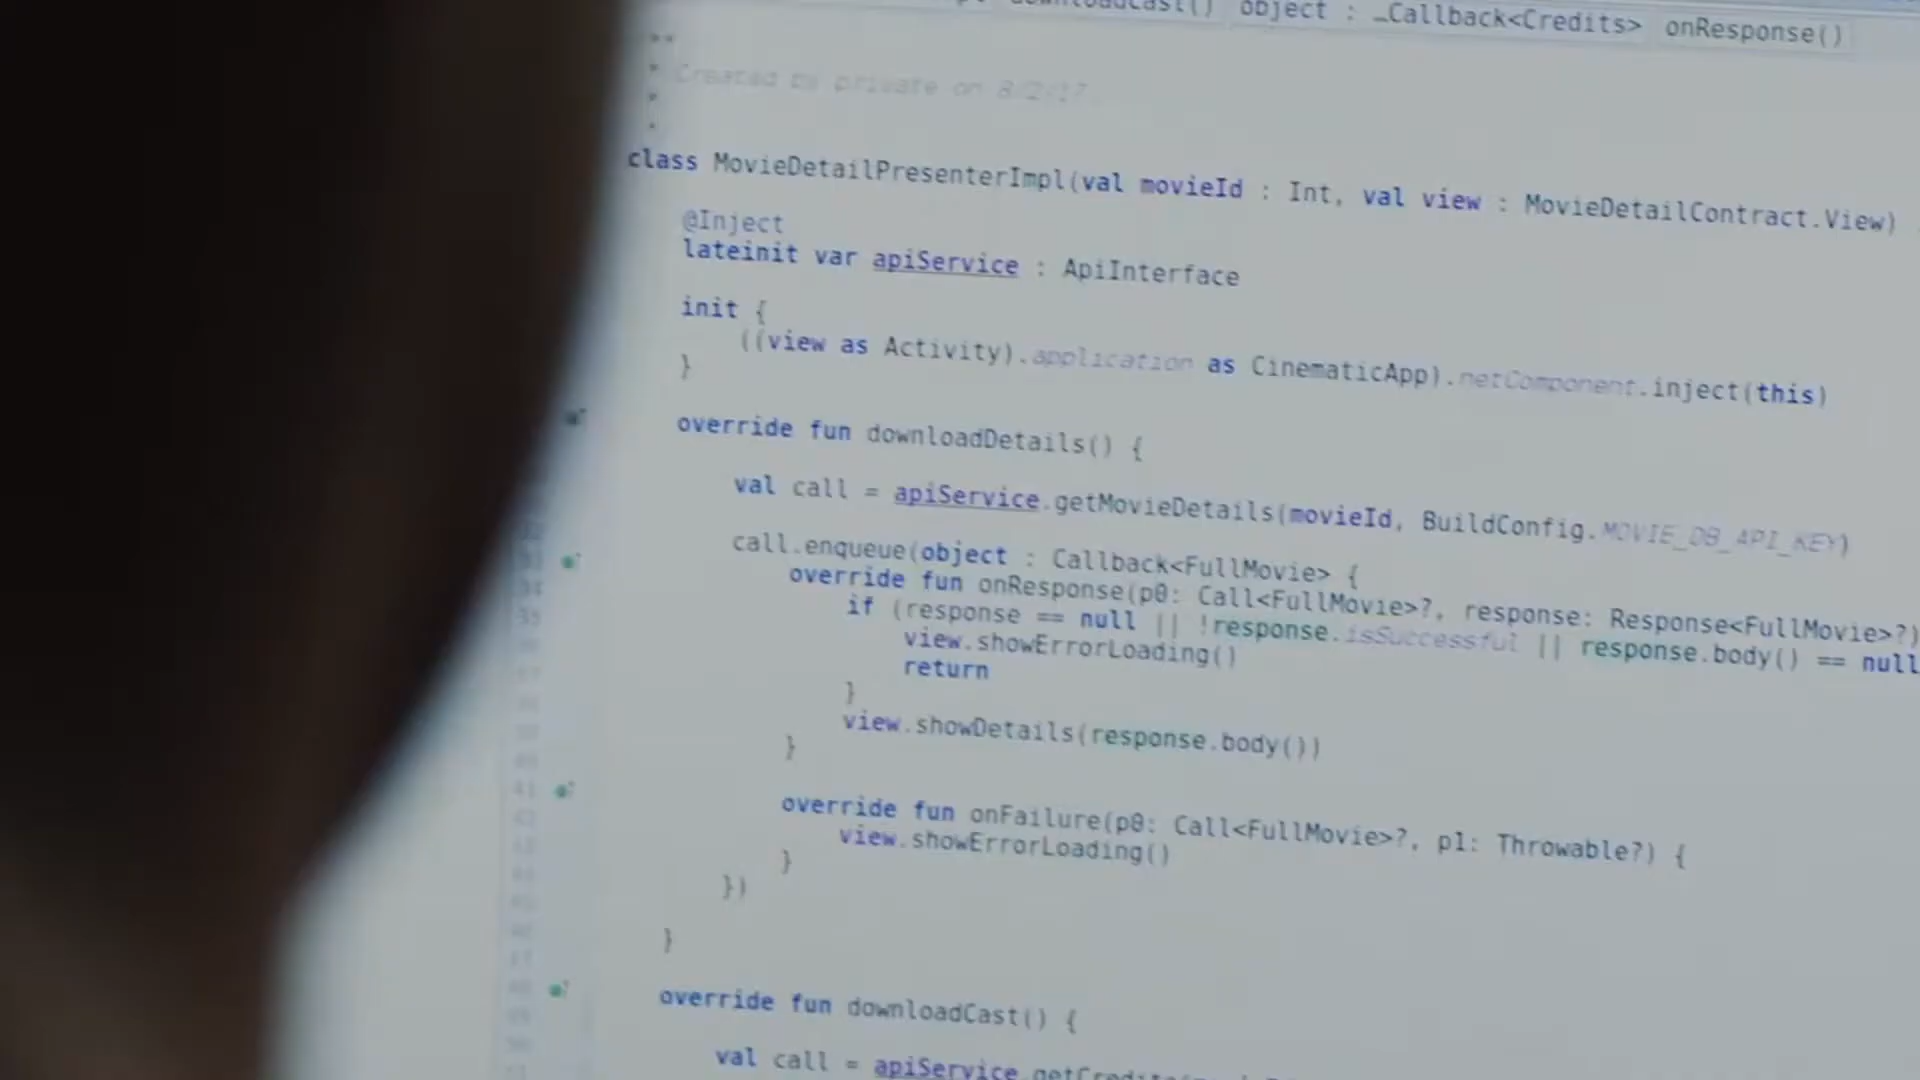 downloadCast() object : _Callback<Credits> onResponse()
**
* Created by private on 8/2/17.
*
*
class MovieDetailPresenterImpl(val movieId : Int, val view : MovieDetailContract.View)
@Inject
lateinit var apiService : ApiInterface
init {
((view as Activity).application as CinematicApp).netComponent.inject(this)
}
override fun downloadDetails() {
val call = apiService.getMovieDetails(movieId, BuildConfig.MOVIE_DB_API_KEY)
call.enqueue(object : Callback<FullMovie> {
override fun onResponse(p0: Call<FullMovie>?, response: Response<FullMovie>?)
if (response == null || !response.isSuccessful || response.body() == null
view.showErrorLoading()
return
}
view.showDetails(response.body())
}
override fun onFailure(p0: Call<FullMovie>?, p1: Throwable?) {
view.showErrorLoading()
}
})
}
override fun downloadCast() {
val call = apiService